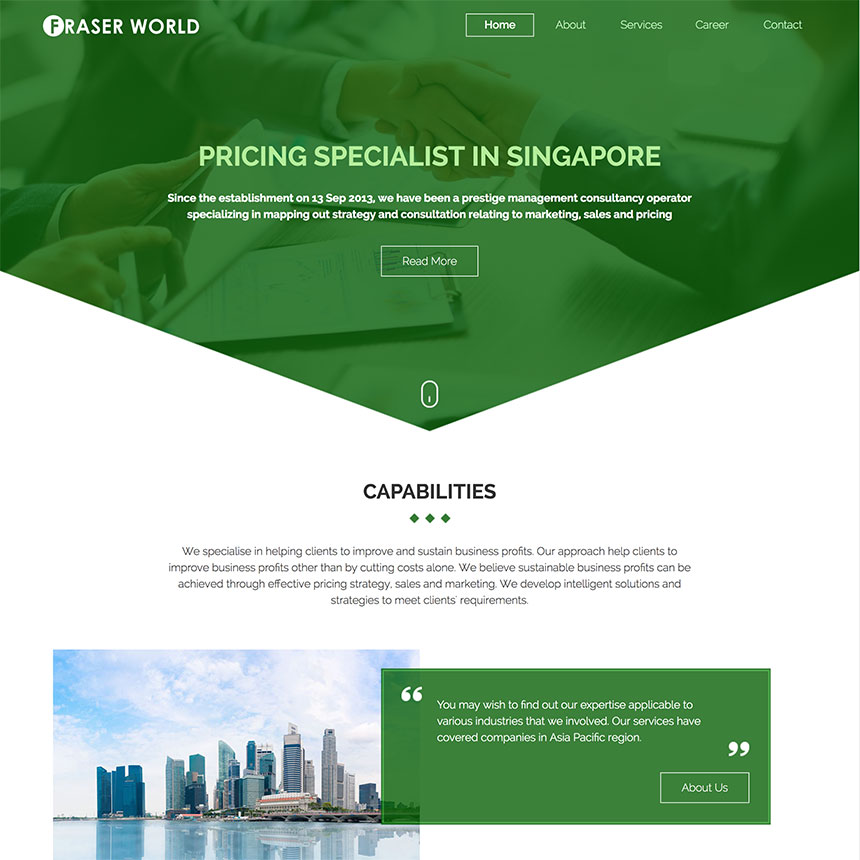 FRASER WORLD
Home About Services Career Contact
PRICING SPECIALIST IN SINGAPORE
Since the establishment on 13 Sep 2013, we have been a prestige management consultancy operator
specializing in mapping out strategy and consultation relating to marketing, sales and pricing
Read More
CAPABILITIES
We specialise in helping clients to improve and sustain business profits. Our approach help clients to
improve business profits other than by cutting costs alone. We believe sustainable business profits can be
achieved through effective pricing strategy, sales and marketing. We develop intelligent solutions and
strategies to meet clients' requirements.
“
You may wish to find out our expertise applicable to
various industries that we involved. Our services have
covered companies in Asia Pacific region.
”
About Us